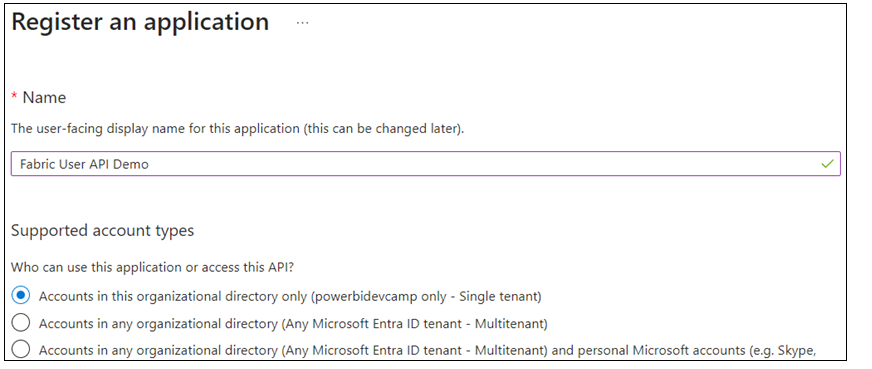 Register an application ...
* Name
The user-facing display name for this application (this can be changed later).
Fabric User API Demo
Supported account types
Who can use this application or access this API?
Accounts in this organizational directory only (powerbidevcamp only - Single tenant)
Accounts in any organizational directory (Any Microsoft Entra ID tenant - Multitenant)
Accounts in any organizational directory (Any Microsoft Entra ID tenant - Multitenant) and personal Microsoft accounts (e.g. Skype,